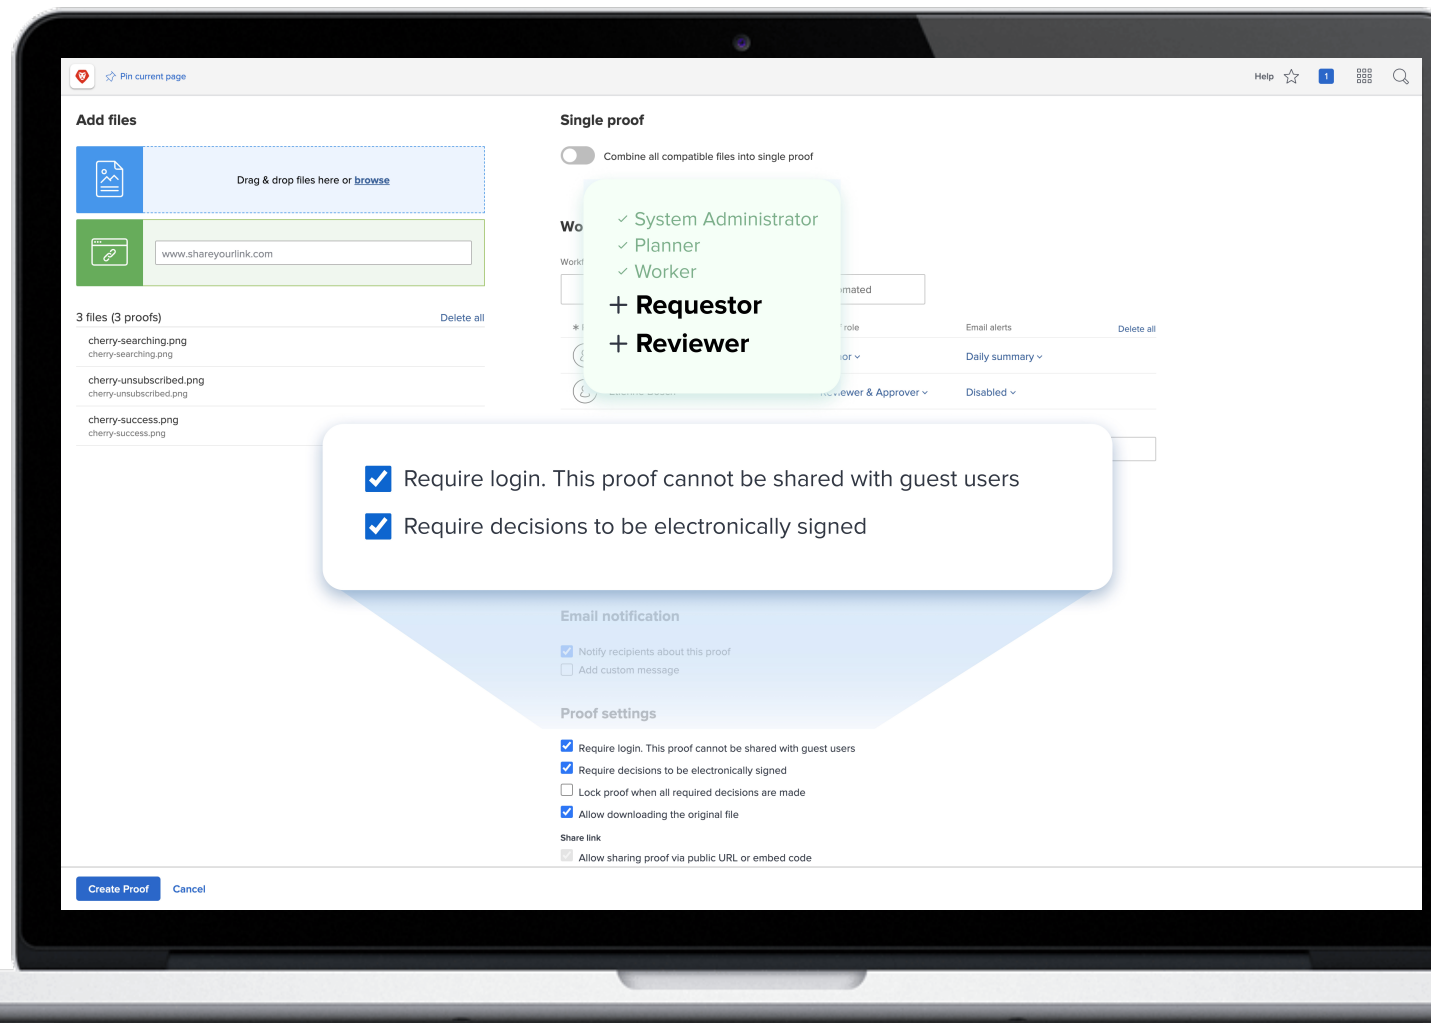 Pin current page
Help
1
Add files
Drag & drop files here or browse
www.shareyourlink.com
3 files (3 proofs)
Delete all
cherry-searching.png
cherry-searching.png
cherry-unsubscribed.png
cherry-unsubscribed.png
cherry-success.png
cherry-success.png
Single proof
Combine all compatible files into single proof
System Administrator
Planner
Worker
+ Requestor
+ Reviewer
role
Email alerts
Delete all
Daily summary
& Approver
Disabled
Require login. This proof cannot be shared with guest users
Require decisions to be electronically signed
Email notification
Notify recipients about this proof
Add custom message
Proof settings
Require login. This proof cannot be shared with guest users
Require decisions to be electronically signed
Lock proof when all required decisions are made
Allow downloading the original file
Share link
Allow sharing proof via public URL or embed code
Create Proof
Cancel